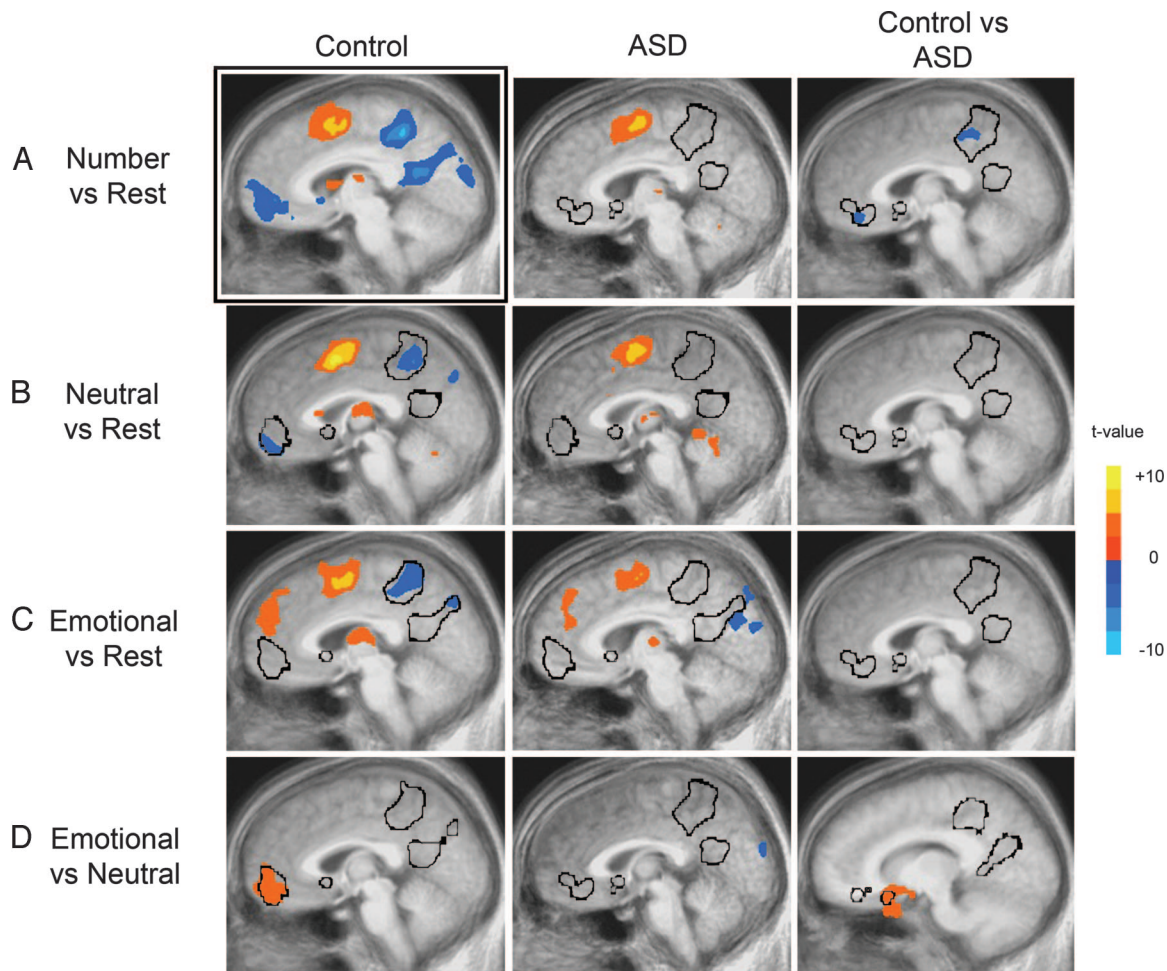 Control
ASD
Control vs
ASD
A
Number
vs Rest
B
Neutral
vs Rest
t-value
+10
0
-10
C
Emotional
vs Rest
D
Emotional
vs Neutral